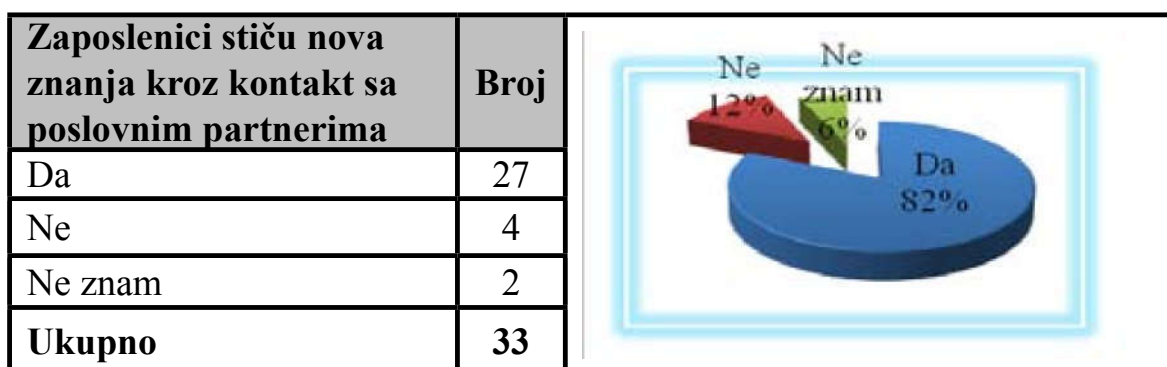 Zaposlenici stiču nova
znanja kroz kontakt sa
poslovnim partnerima
Broj
Da 27
Ne 4
Ne znam 2
Ukupno 33
Ne
12%
Ne
znam
6%
Da
82%